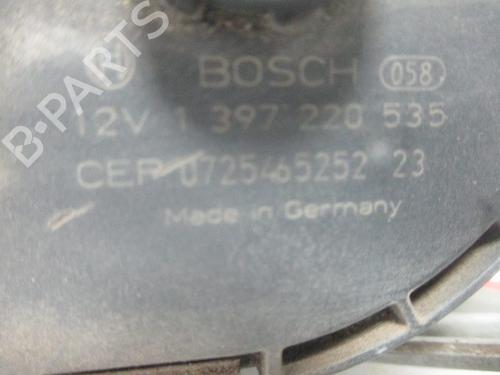 B-PARTS
BOSCH 058
12V 1 397 220 535
CEP 0725465252 23
Made in Germany